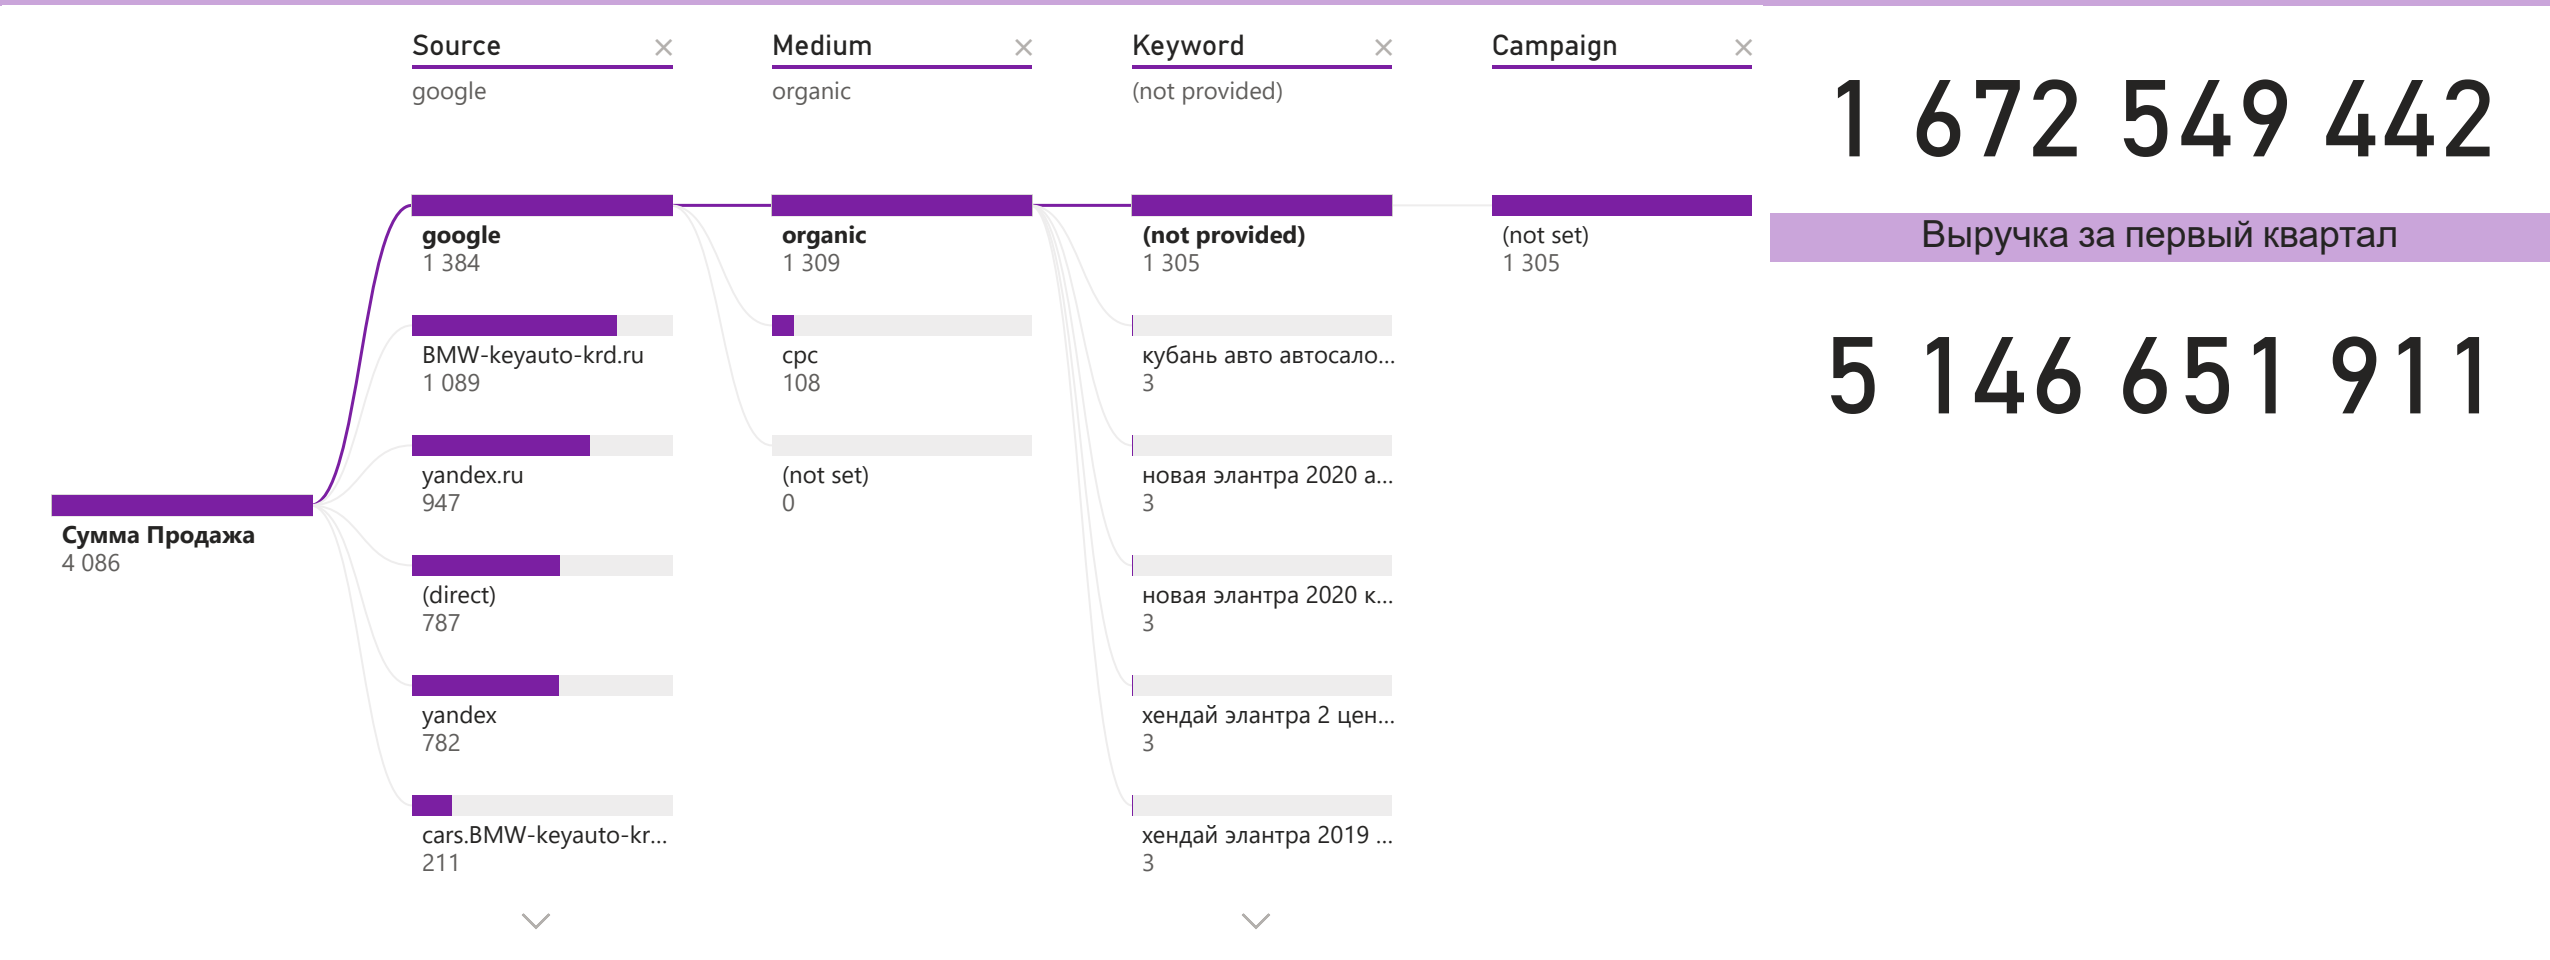 Source
google
Medium
organic
Keyword
(not provided)
Campaign
Сумма Продажа
4 086
google
1 384
BMW-keyauto-krd.ru
1 089
yandex.ru
947
(direct)
787
yandex
782
cars.BMW-keyauto-kr...
211
organic
1 309
cpc
108
(not set)
0
(not provided)
1 305
кубань авто автосало...
3
новая элантра 2020 а...
3
новая элантра 2020 к...
3
хендай элантра 2 цен...
3
хендай элантра 2019 ...
3
(not set)
1 305
1 672 549 442
Выручка за первый квартал
5 146 651 911